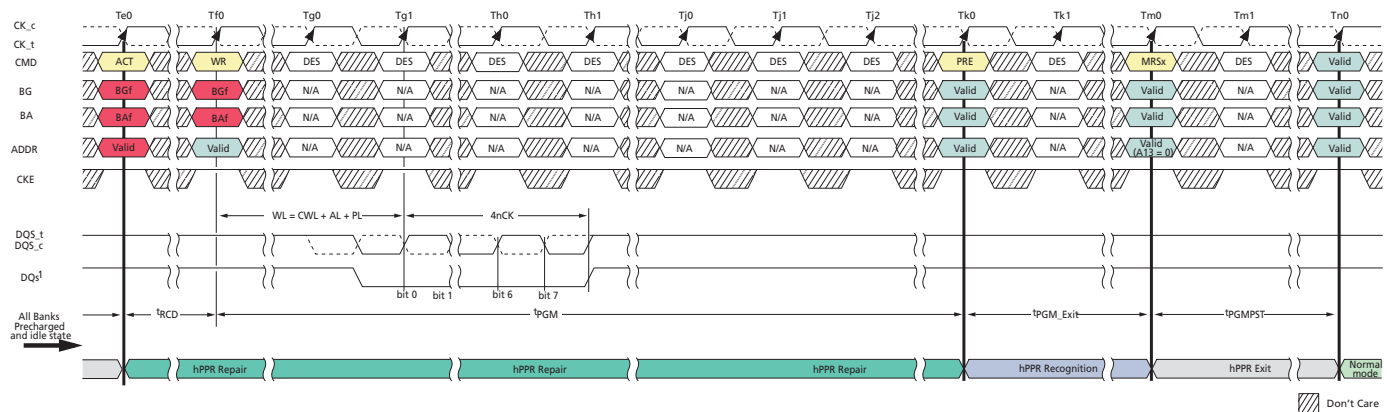 Te0 Tf0 Tg0 Tg1 Th0 Th1 Tj0 Tj1 Tj2 Tk0 Tk1 Tm0 Tm1 Tn0
CK_c
CK_t
CMD ACT WR DES DES DES DES DES DES DES PRE DES MRSx DES Valid
BG BGf BGf N/A N/A N/A N/A N/A N/A N/A Valid N/A Valid N/A Valid
BA BAf BAf N/A N/A N/A N/A N/A N/A N/A Valid N/A Valid N/A Valid
ADDR Valid Valid N/A N/A N/A N/A N/A N/A N/A Valid N/A Valid (A13 = 0) N/A Valid
CKE
WL = CWL + AL + PL 4nCK
DQS_t
DQS_c
DQs1
bit 0 bit 1 bit 6 bit 7
All Banks
Precharged
and idle state
tRCD tPGM tPGM_Exit tPGMPST
hPPR Repair hPPR Repair hPPR Repair hPPR Recognition hPPR Exit Normal
mode
Don't Care